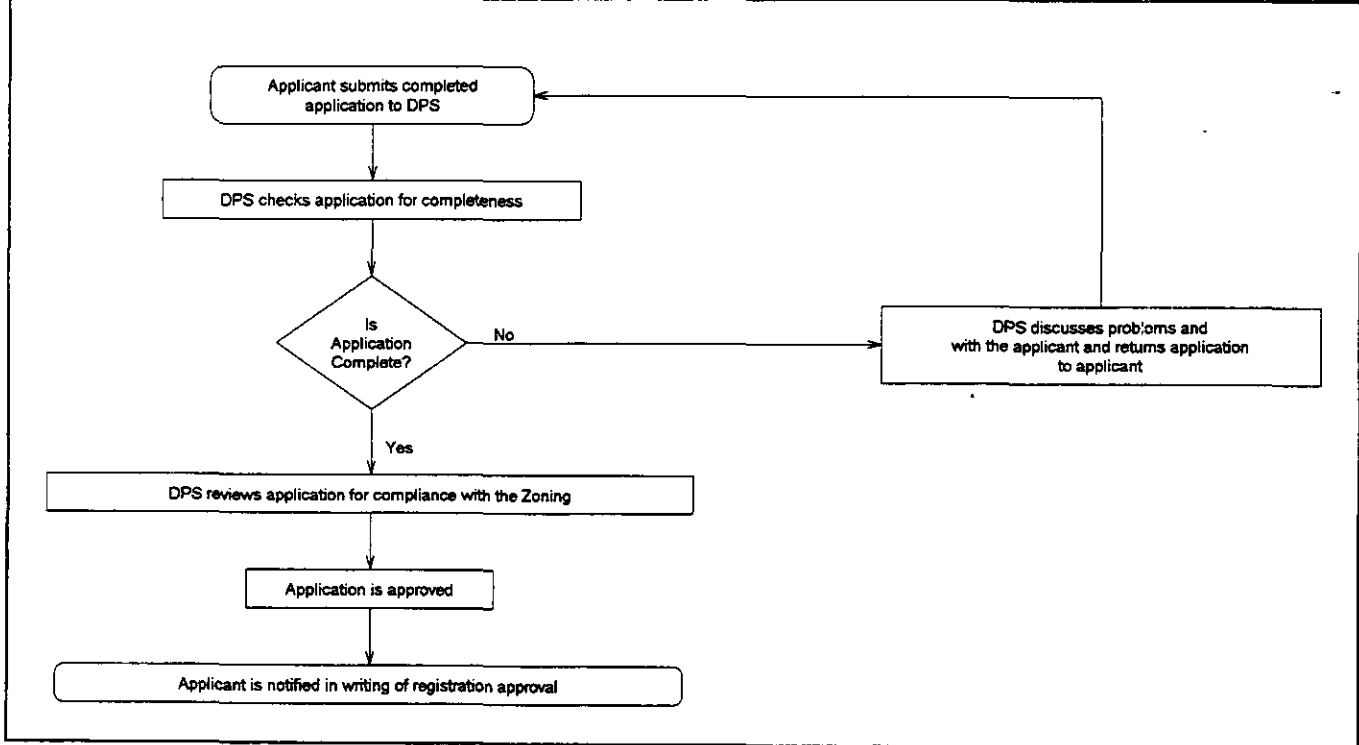 Applicant submits completed
application to DPS
DPS checks application for completeness
Is
Application
Complete?
No
DPS discusses problems and
with the applicant and returns application
to applicant
Yes
DPS reviews application for compliance with the Zoning
Application is approved
Applicant is notified in writing of registration approval